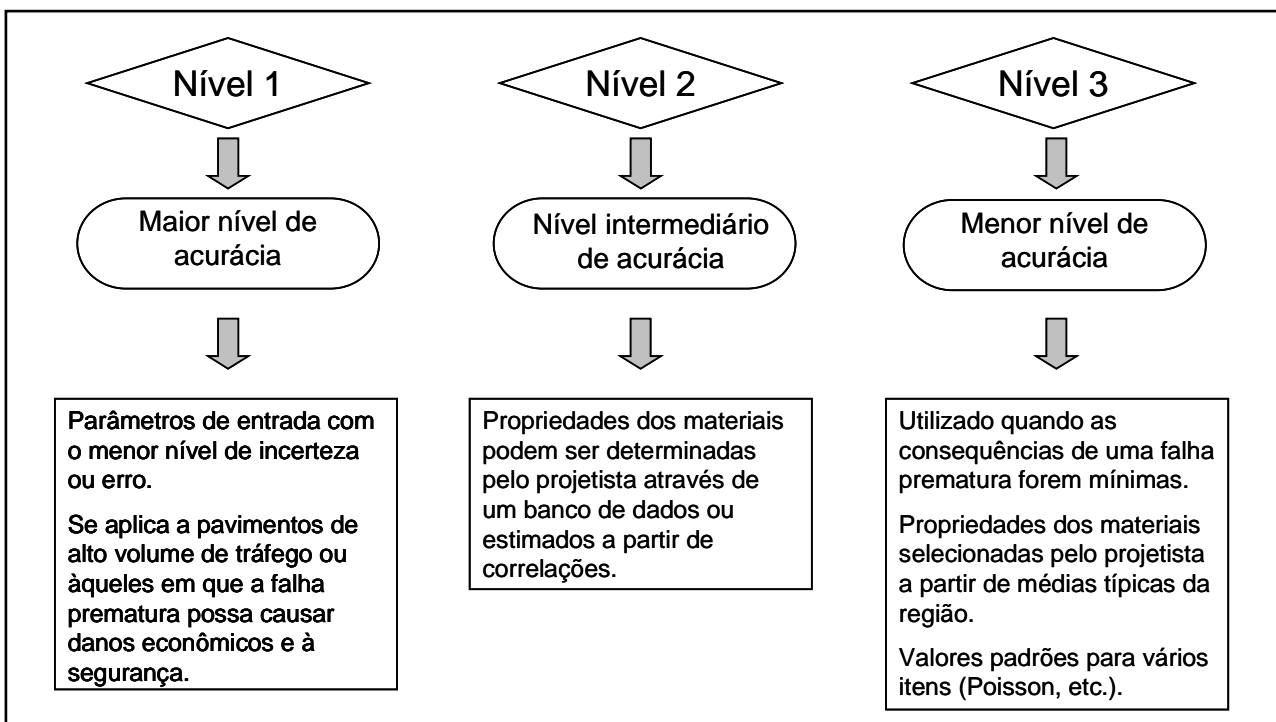 Nível 1
Maior nível de
acurácia
Parâmetros de entrada com
o menor nível de incerteza
ou erro.
Se aplica a pavimentos de
alto volume de tráfego ou
àqueles em que a falha
prematura possa causar
danos econômicos e à
segurança.
Nível 2
Nível intermediário
de acurácia
Propriedades dos materiais
podem ser determinadas
pelo projetista através de
um banco de dados ou
estimados a partir de
correlações.
Nível 3
Menor nível de
acurácia
Utilizado quando as
consequências de uma falha
prematura forem mínimas.
Propriedades dos materiais
selecionadas pelo projetista
a partir de médias típicas da
região.
Valores padrões para vários
itens (Poisson, etc.).